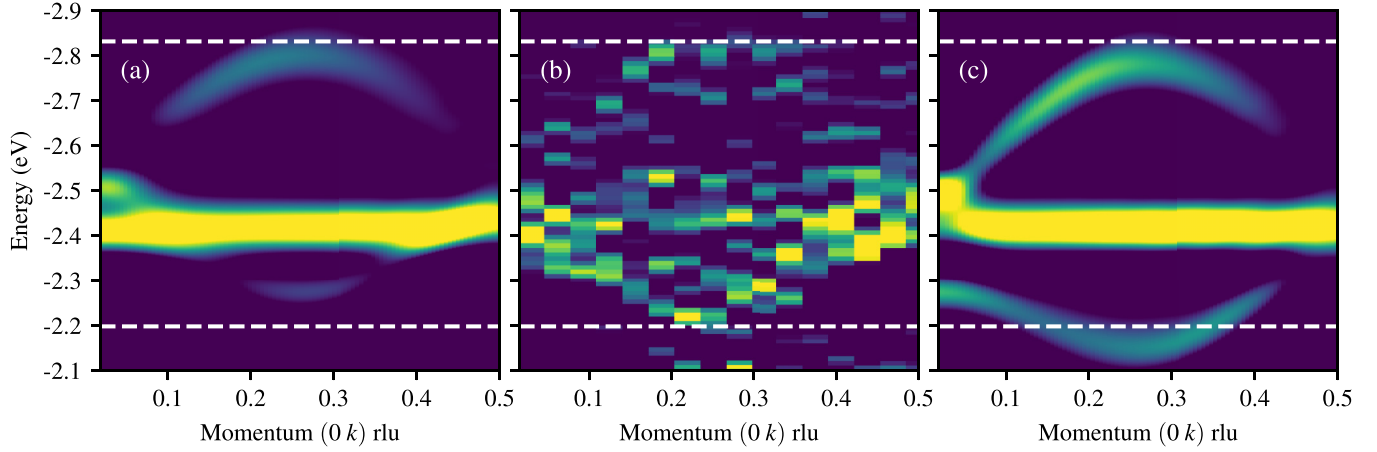 Energy (eV)
-2.9
-2.8
-2.7
-2.6
-2.5
-2.4
-2.3
-2.2
-2.1
(a)
(b)
(c)
0.1 0.2 0.3 0.4 0.5
0.1 0.2 0.3 0.4 0.5
0.1 0.2 0.3 0.4 0.5
Momentum (0 k) rlu
Momentum (0 k) rlu
Momentum (0 k) rlu